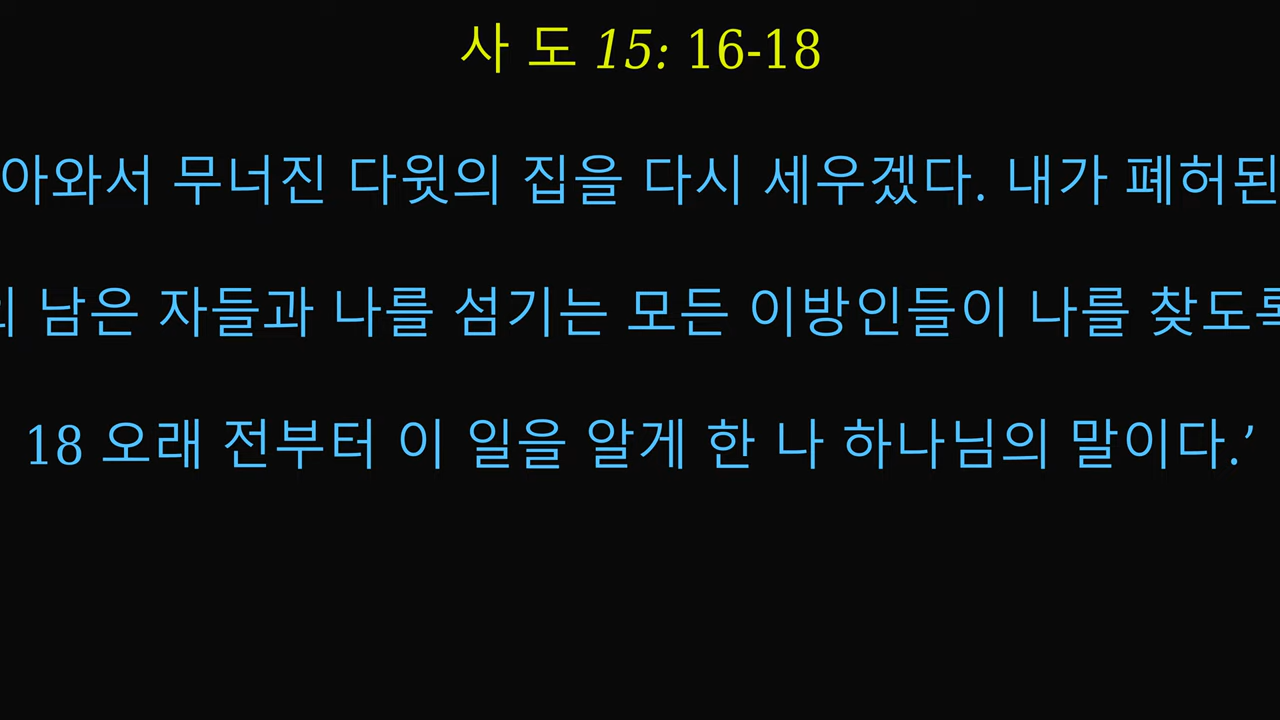 사 도 15: 16-18
아와서 무너진 다윗의 집을 다시 세우겠다. 내가 폐허된
남은 자들과 나를 섬기는 모든 이방인들이 나를 찾도록
18 오래 전부터 이 일을 알게 한 나 하나님의 말이다.’